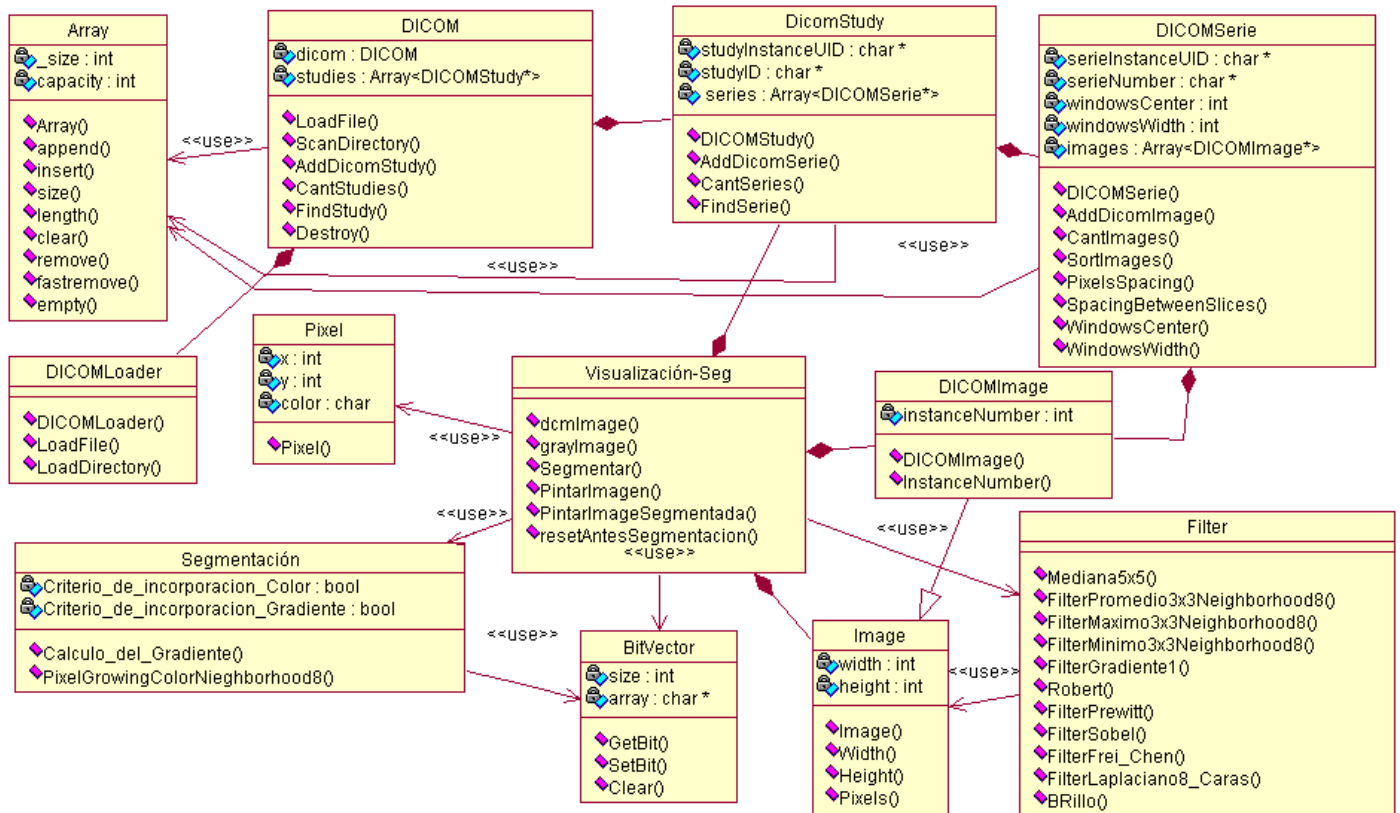 Array
_size : int
capacity : int
Array()
append()
insert()
size()
length()
clear()
remove()
fastremove()
empty()
<<use>>
DICOM
dicom : DICOM
studies : Array<DICOMStudy*>
LoadFile()
ScanDirectory()
AddDicomStudy()
CantStudies()
FindStudy()
Destroy()
<<use>>
DicomStudy
studyInstanceUID : char *
studyID : char *
series : Array<DICOMSerie*>
DICOMStudy()
AddDicomSerie()
CantSeries()
FindSerie()
<<use>>
DICOMSerie
serieInstanceUID : char *
serieNumber : char *
windowsCenter : int
windowsWidth : int
images : Array<DICOMImage*>
DICOMSerie()
AddDicomImage()
CantImages()
SortImages()
PixelsSpacing()
SpacingBetweenSlices()
WindowsCenter()
WindowsWidth()
DICOMLoader
DICOMLoader()
LoadFile()
LoadDirectory()
Pixel
x : int
y : int
color : char
Pixel()
<<use>>
Visualización-Seg
dcmImage()
grayImage()
Segmentar()
PintarImagen()
PintarImageSegmentada()
resetAntesSegmentacion()
<<use>>
DICOMImage
instanceNumber : int
DICOMImage()
InstanceNumber()
<<use>>
<<use>>
Segmentación
Criterio_de_incorporacion_Color : bool
Criterio_de_incorporacion_Gradiente : bool
Calculo_del_Gradiente()
PixelGrowingColorNieghborhood8()
<<use>>
BitVector
size : int
array : char *
GetBit()
SetBit()
Clear()
Image
width : int
height : int
Image()
Width()
Height()
Pixels()
<<use>>
Filter
Mediana5x5()
FilterPromedio3x3Neighborhood8()
FilterMaximo3x3Neighborhood8()
FilterMinimo3x3Neighborhood8()
FilterGradiente1()
Robert()
FilterPrewitt()
FilterSobel()
FilterFrei_Chen()
FilterLaplaciano8_Caras()
BRillo()